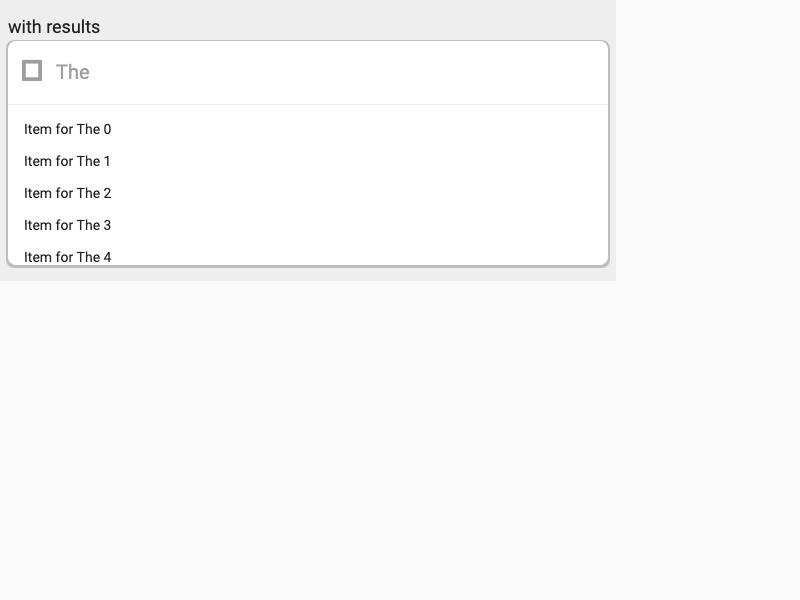 with results
The
Item for The 0
Item for The 1
Item for The 2
Item for The 3
Item for The 4